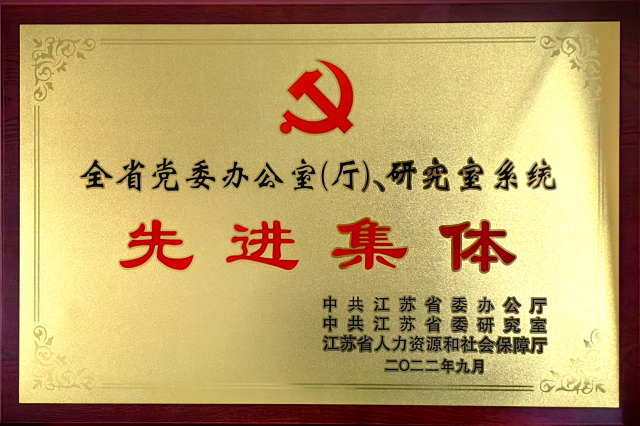 全省党委办公室(厅)、研究室系统
先进集体
中共江苏省委办公厅
中共江苏省委研究室
江苏省人力资源和社会保障厅
二〇二二年九月